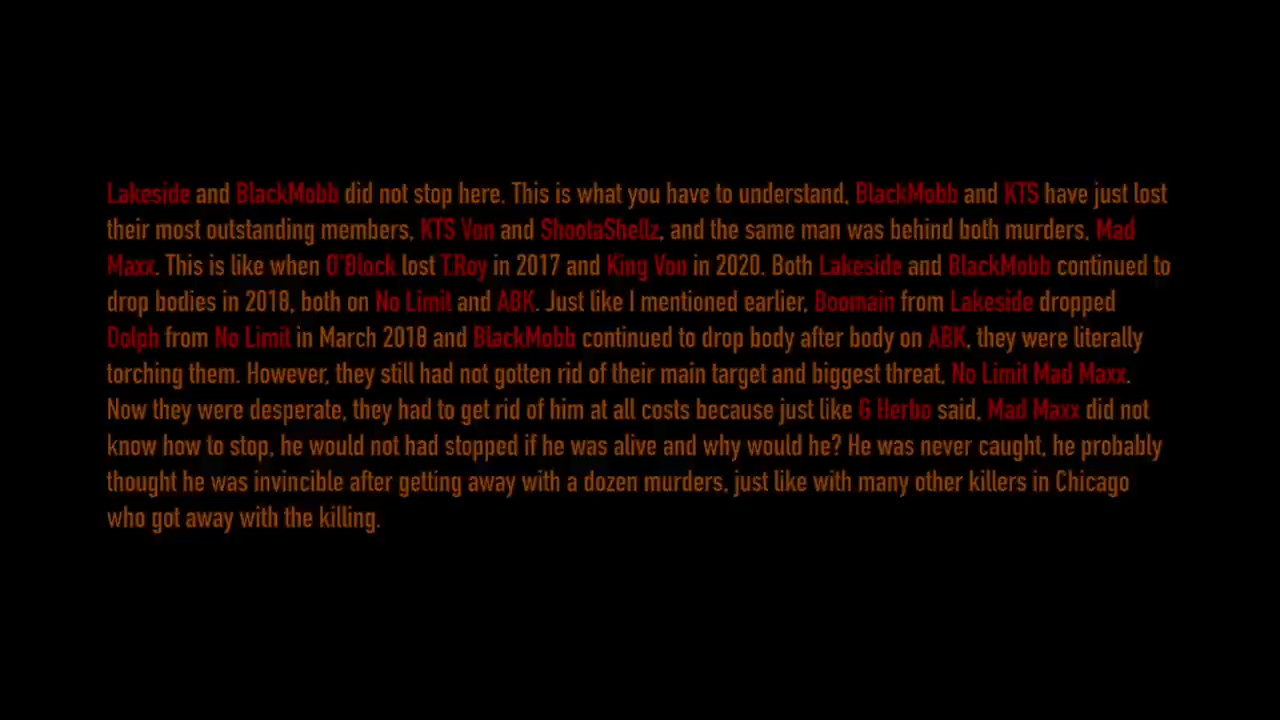 Lakeside and BlackMobb did not stop here. This is what you have to understand, BlackMobb and KTS have just lost
their most outstanding members, KTS Von and ShootaShellz, and the same man was behind both murders, Mad
Maxx. This is like when O'Block lost T.Roy in 2017 and King Von in 2020. Both Lakeside and BlackMobb continued to
drop bodies in 2018, both on No Limit and ABK. Just like I mentioned earlier, Boomain from Lakeside dropped
Dolph from No Limit in March 2018 and BlackMobb continued to drop body after body on ABK, they were literally
torching them. However, they still had not gotten rid of their main target and biggest threat, No Limit Mad Maxx.
Now they were desperate, they had to get rid of him at all costs because just like G Herbo said, Mad Maxx did not
know how to stop, he would not had stopped if he was alive and why would he? He was never caught, he probably
thought he was invincible after getting away with a dozen murders, just like with many other killers in Chicago
who got away with the killing.